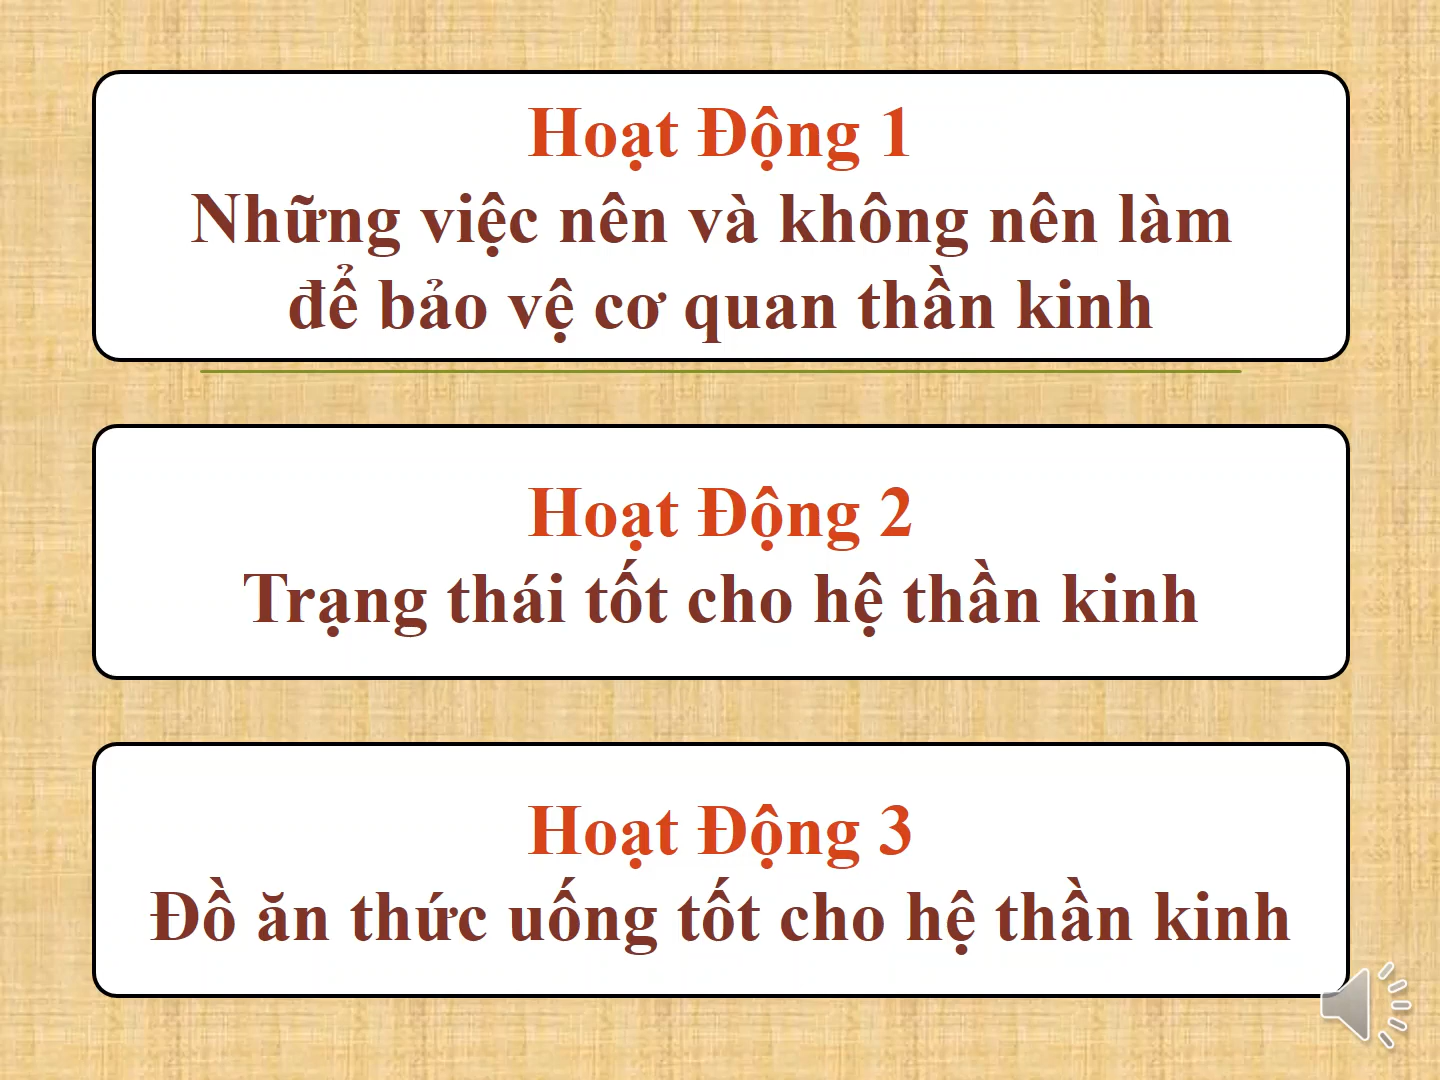 Hoạt Động 1
Những việc nên và không nên làm
để bảo vệ cơ quan thần kinh
Hoạt Động 2
Trạng thái tốt cho hệ thần kinh
Hoạt Động 3
Đồ ăn thức uống tốt cho hệ thần kinh